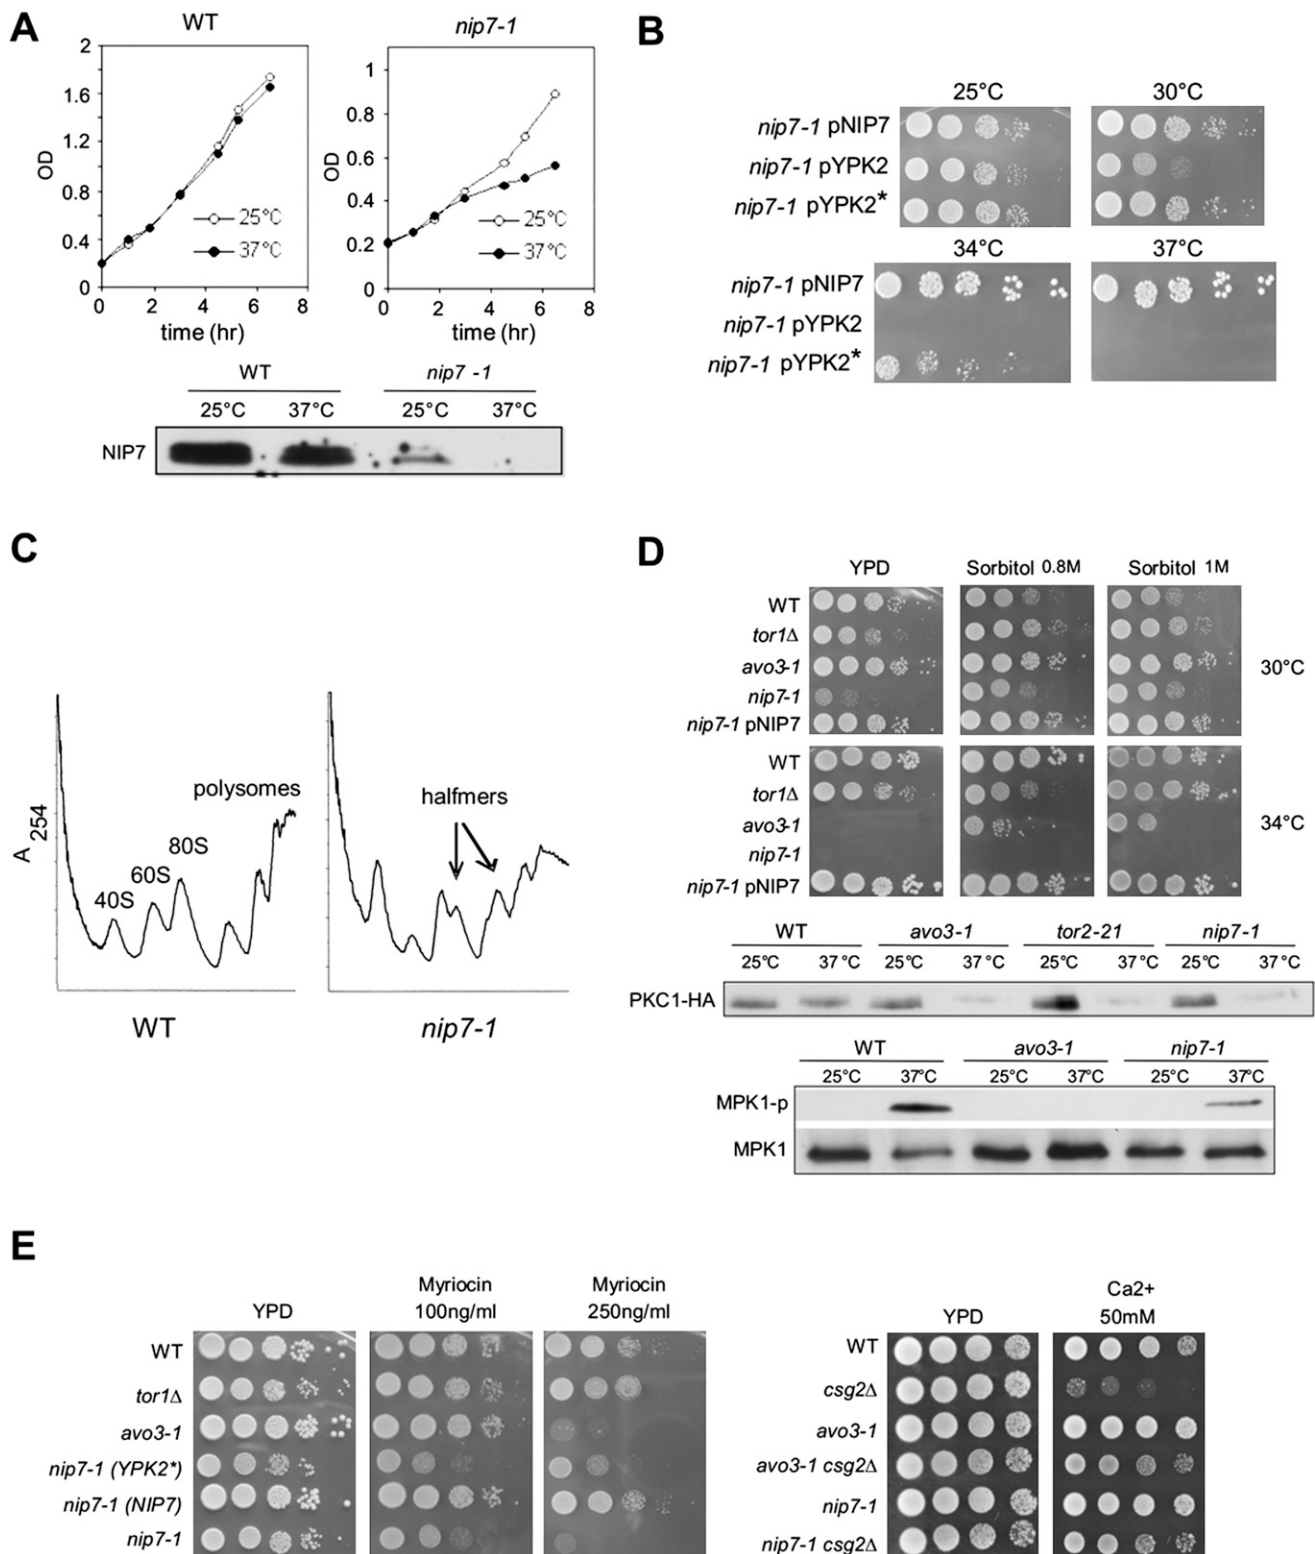 A
WT
nip7-1
2
1.6
1.2
0.8
0.4
0
OD
25°C
37°C
0 2 4 6 8
time (hr)
1
0.8
0.6
0.4
0.2
0
OD
25°C
37°C
0 2 4 6 8
time (hr)
WT nip7 -1
25°C 37°C 25°C 37°C
NIP7
B
25°C 30°C
nip7-1 pNIP7
nip7-1 pYPK2
nip7-1 pYPK2*
34°C 37°C
nip7-1 pNIP7
nip7-1 pYPK2
nip7-1 pYPK2*
C
A254
40S
60S
80S
polysomes
WT
halfmers
nip7-1
D
YPD Sorbitol 0.8M Sorbitol 1M
WT
tor1Δ
avo3-1
nip7-1
nip7-1 pNIP7
30°C
WT
tor1Δ
avo3-1
nip7-1
nip7-1 pNIP7
34°C
WT avo3-1 tor2-21 nip7-1
25°C 37 °C 25°C 37 °C 25°C 37 °C 25°C 37°C
PKC1-HA
WT avo3-1 nip7-1
25°C 37°C 25°C 37°C 25°C 37°C
MPK1-p
MPK1
E
YPD
Myriocin
100ng/ml
Myriocin
250ng/ml
WT
tor1Δ
avo3-1
nip7-1 (YPK2*)
nip7-1 (NIP7)
nip7-1
YPD
Ca2+
50mM
WT
csg2Δ
avo3-1
avo3-1 csg2Δ
nip7-1
nip7-1 csg2Δ